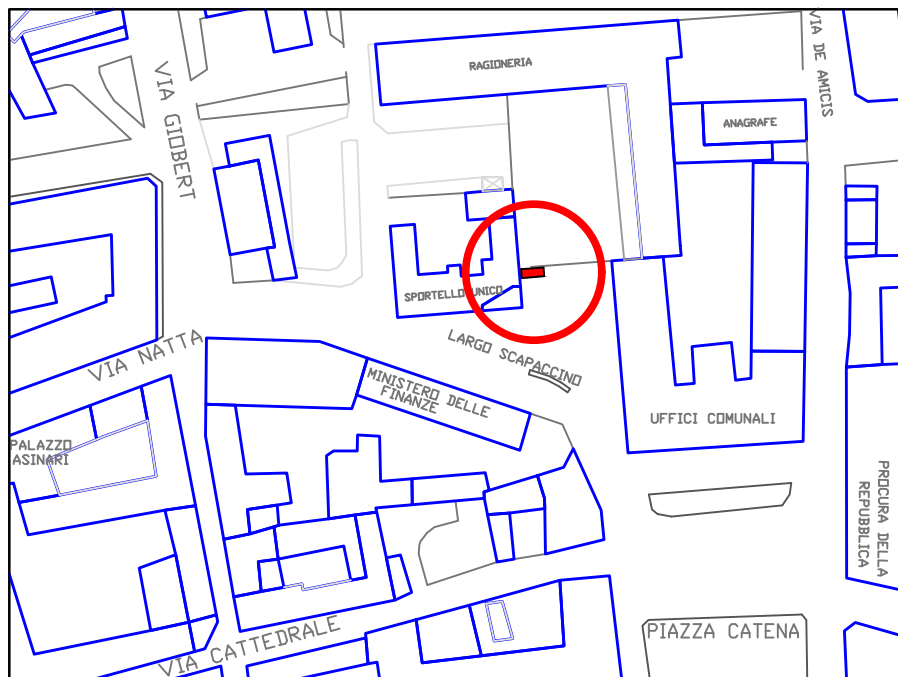 RAGIONERIA
VIA DE AMICIS
VIA GIOBERT
ANAGRAFE
SPORTELLO UNICO
LARGO SCAPACCINO
VIA NATTA
MINISTERO DELLE
FINANZE
UFFICI COMUNALI
PALAZZO
ASINARI
PROCURA DELLA
REPUBBLICA
PIAZZA CATENA
VIA CATTEDRALE